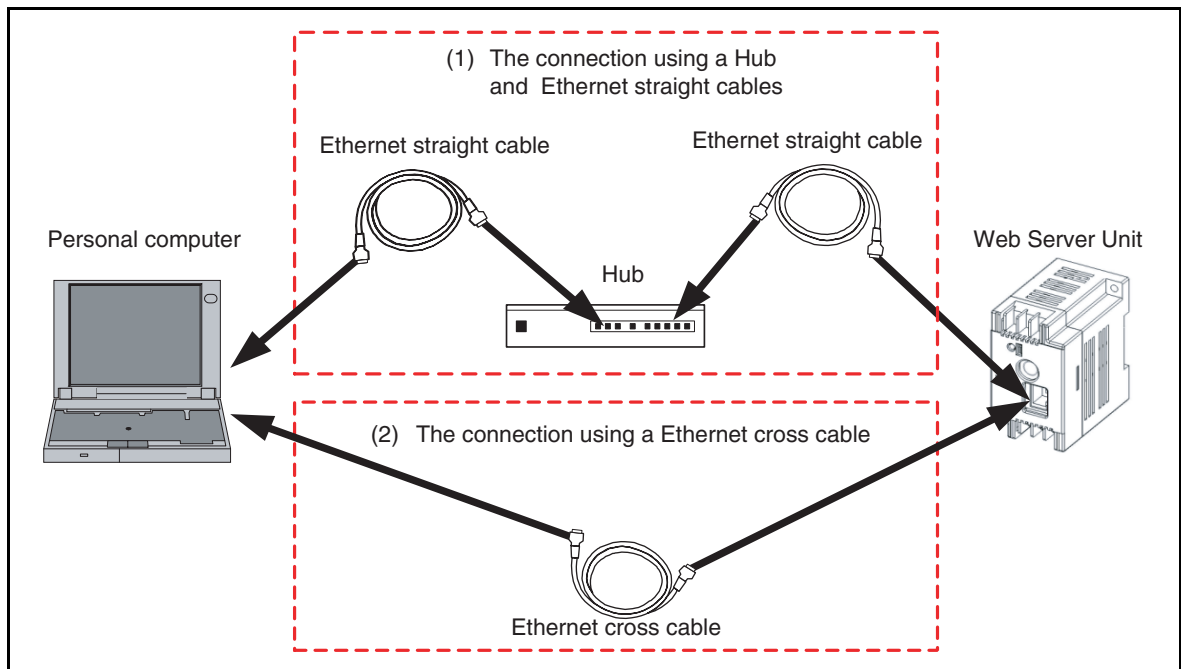 (1) The connection using a Hub
and Ethernet straight cables
Ethernet straight cable
Ethernet straight cable
Personal computer
Hub
Web Server Unit
(2) The connection using a Ethernet cross cable
Ethernet cross cable